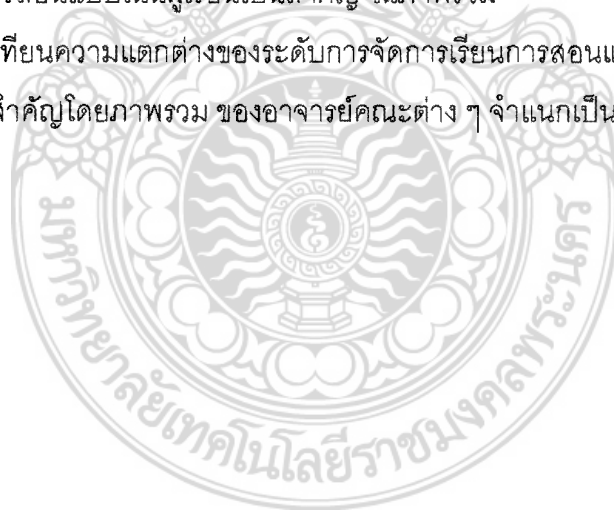 เทียนความแตกต่างของระดับการจัดการเรียนการสอนแ
สำคัญโดยภาพรวม ของอาจารย์คณะต่าง ๆ จำแนกเป็น
มหาวิทยาลัยเทคโนโลยีราชมงคลพระนคร